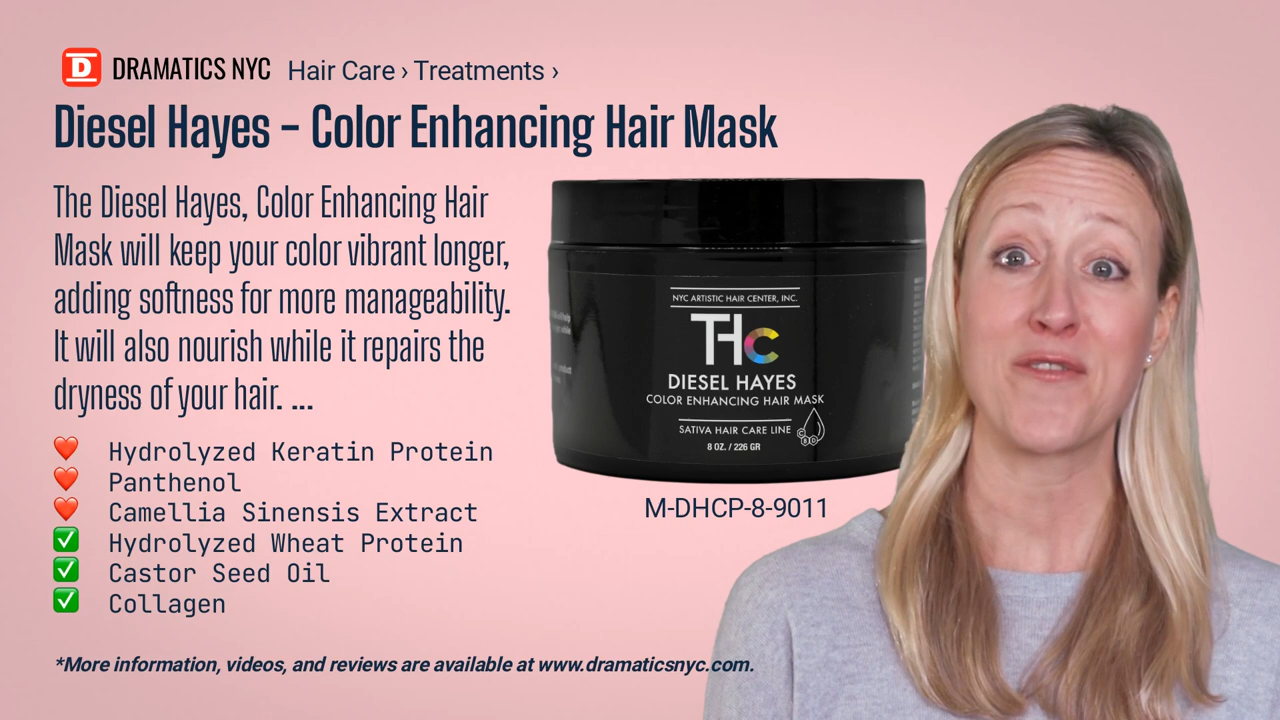 D DRAMATICS NYC Hair Care › Treatments ›
Diesel Hayes - Color Enhancing Hair Mask
The Diesel Hayes, Color Enhancing Hair
Mask will keep your color vibrant longer,
adding softness for more manageability.
It will also nourish while it repairs the
dryness of your hair. ...
Hydrolyzed Keratin Protein
Panthenol
Camellia Sinensis Extract
Hydrolyzed Wheat Protein
Castor Seed Oil
Collagen
NYC ARTISTIC HAIR CENTER, INC.
THC
DIESEL HAYES
COLOR ENHANCING HAIR MASK
SATIVA HAIR CARE LINE CBD
8 OZ. / 226 GR
M-DHCP-8-9011
*More information, videos, and reviews are available at www.dramaticsnyc.com.